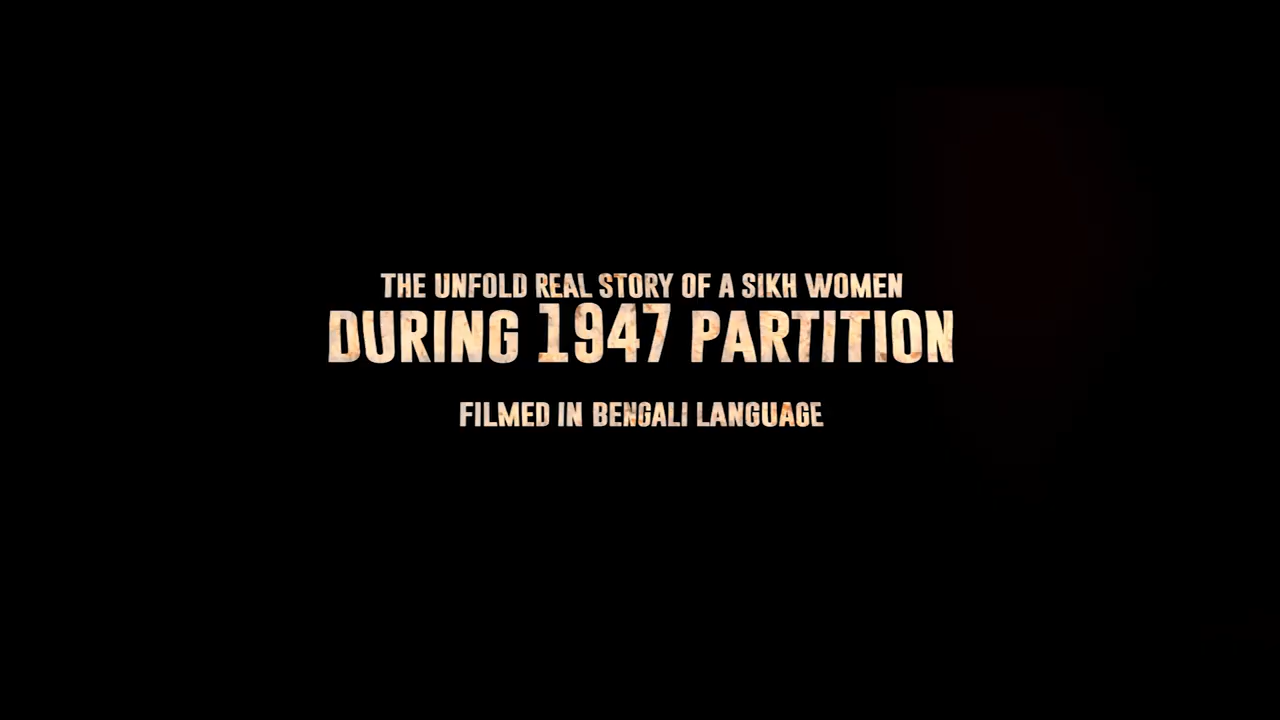 THE UNFOLD REAL STORY OF A SIKH WOMEN
DURING 1947 PARTITION
FILMED IN BENGALI LANGUAGE